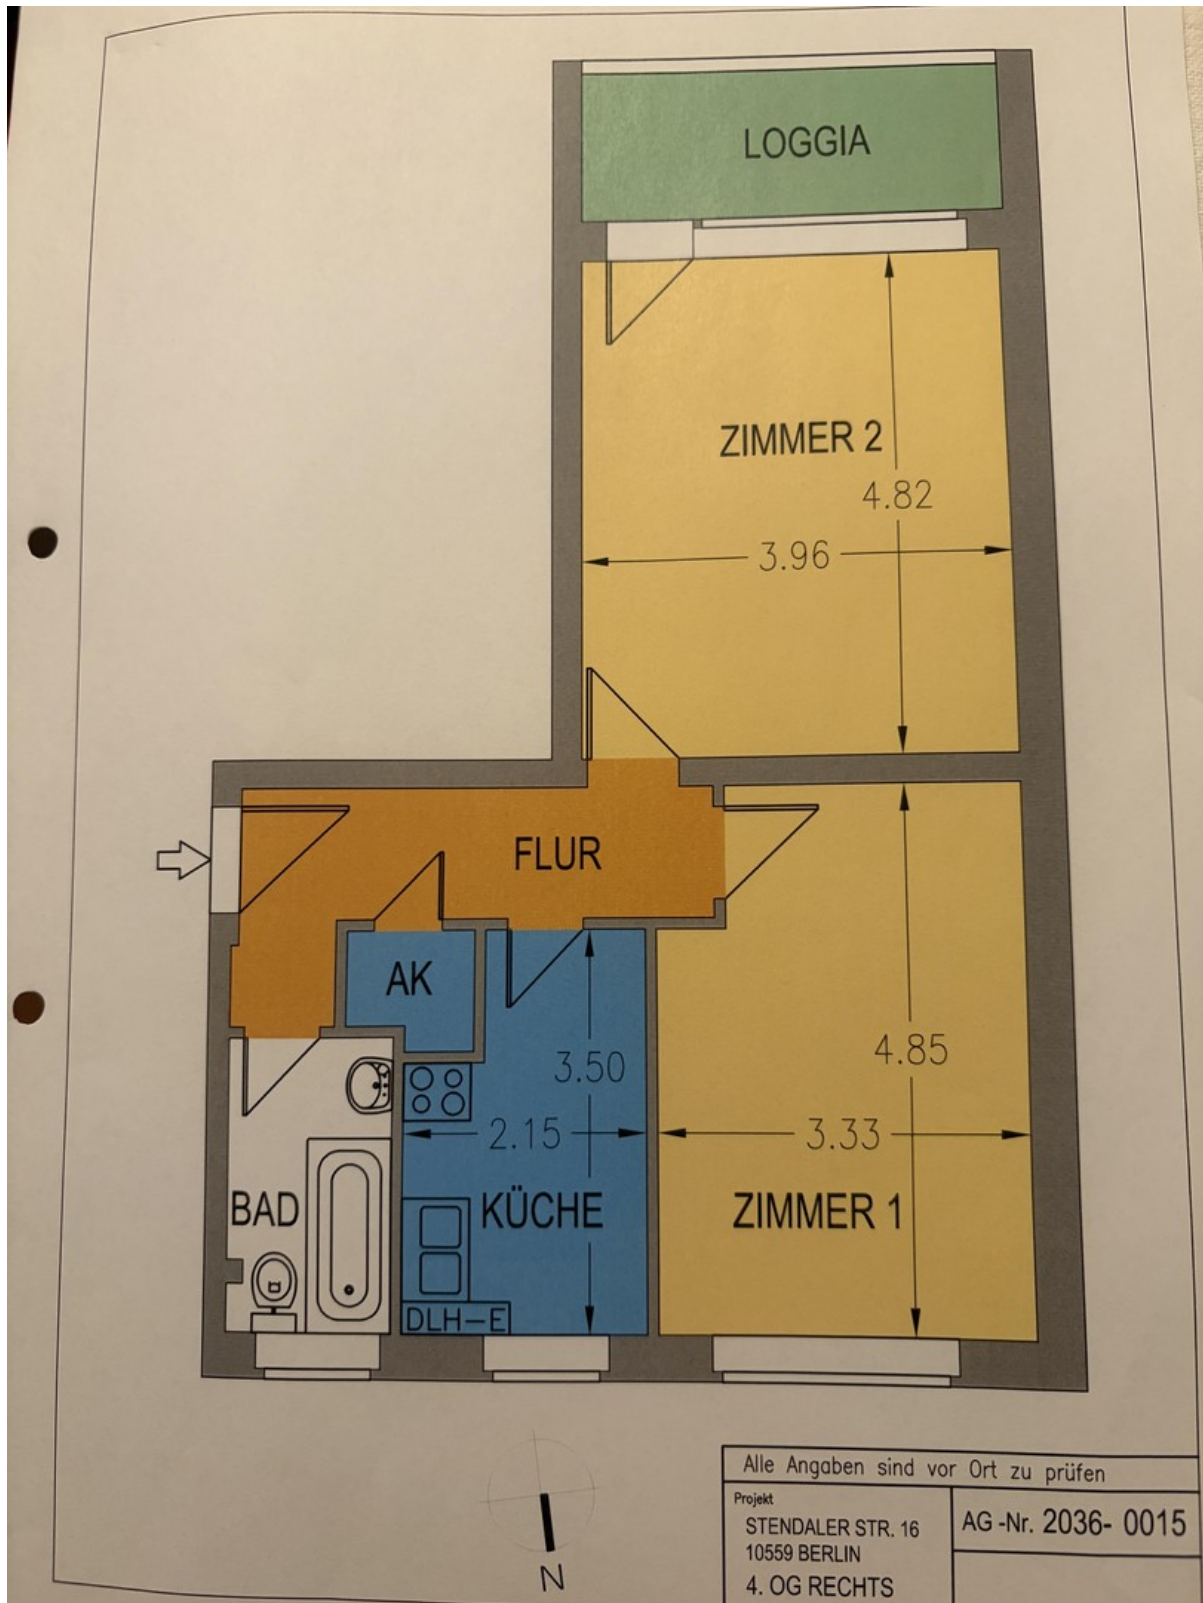 LOGGIA
ZIMMER 2
4.82
3.96
FLUR
AK
3.50
4.85
2.15
3.33
BAD
KÜCHE
ZIMMER 1
DLH-E
N
Alle Angaben sind vor Ort zu prüfen
Projekt
STENDALER STR. 16
10559 BERLIN
4. OG RECHTS
AG -Nr. 2036- 0015